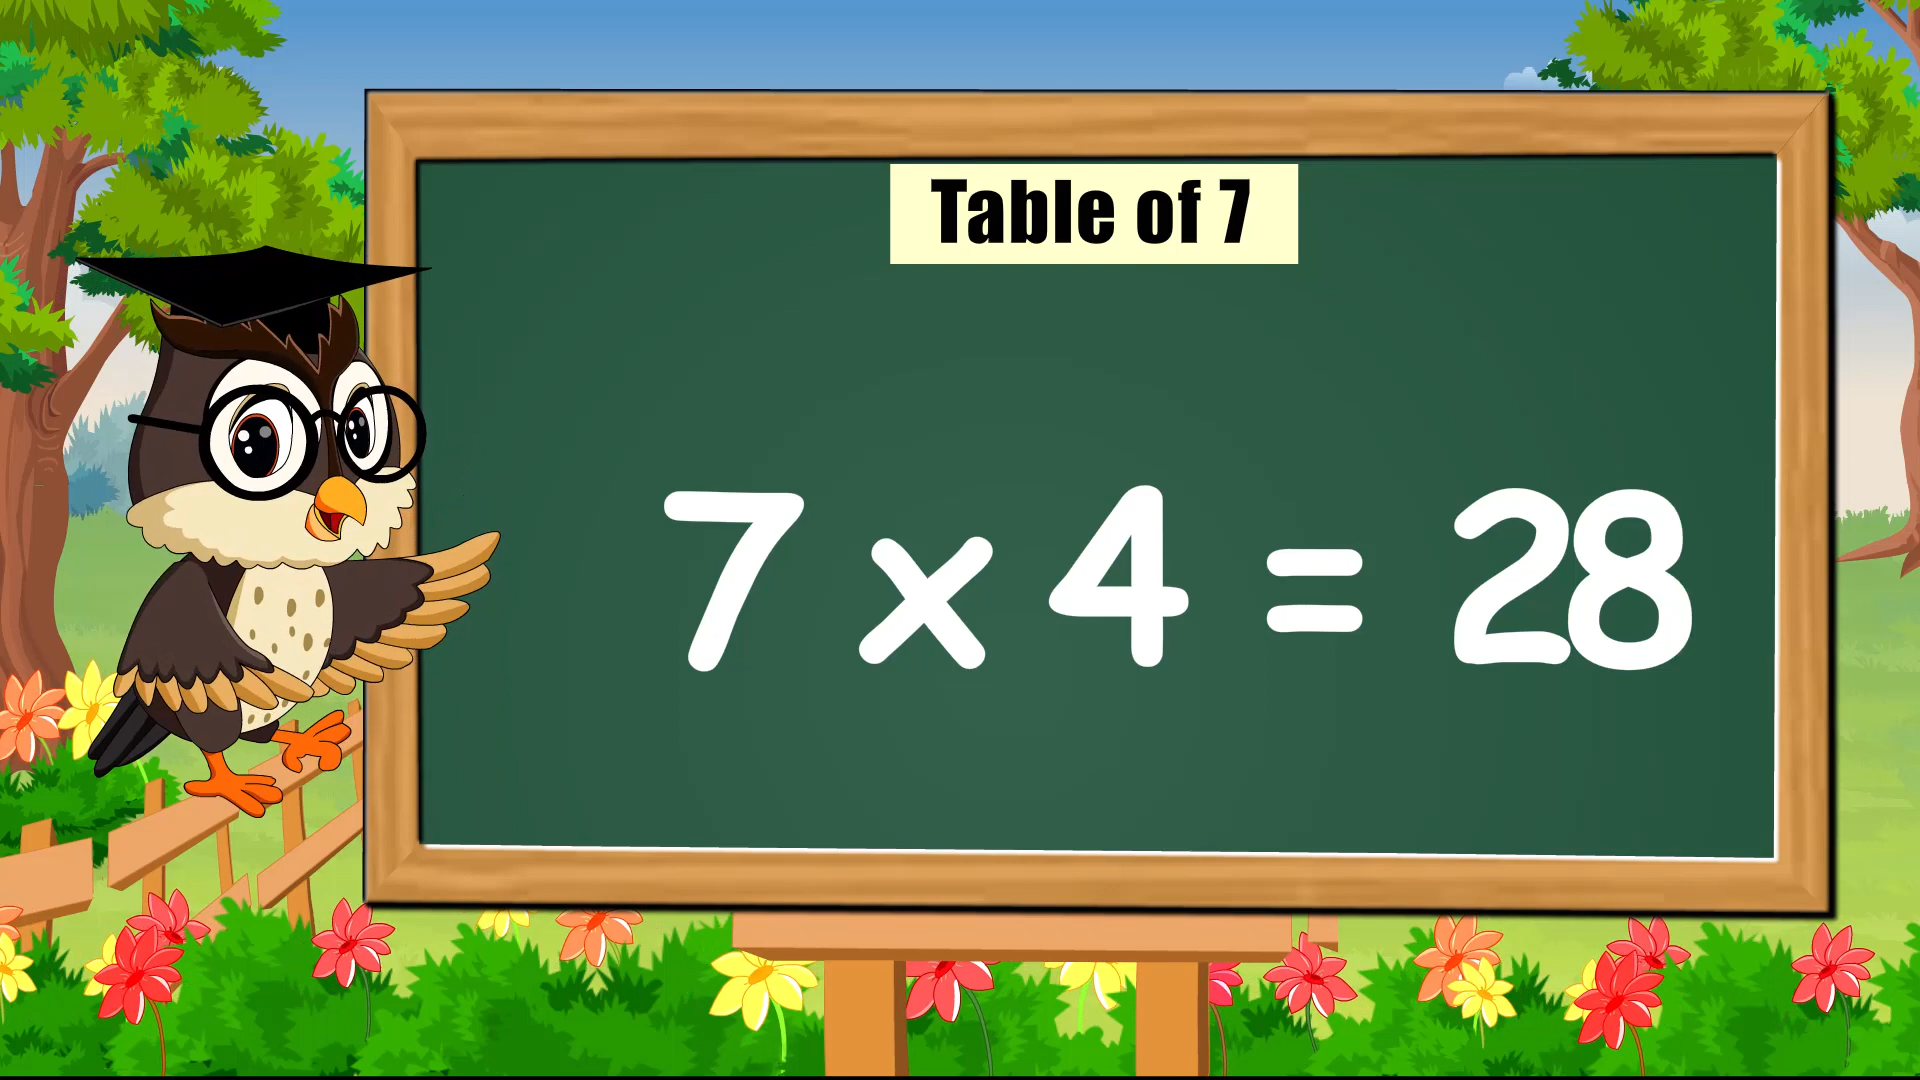 Table of 7
7 x 4 = 28